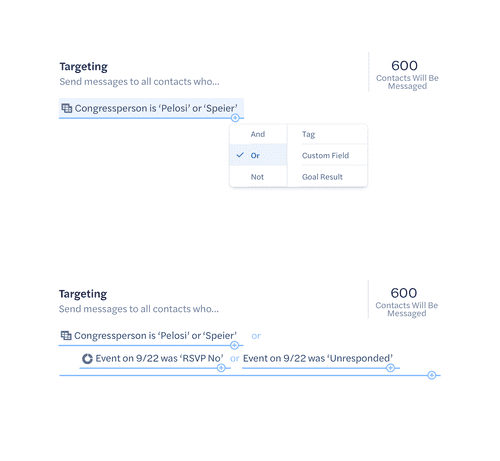 Targeting
Send messages to all contacts who...
600
Contacts Will Be
Messaged
Congressperson is ‘Pelosi’ or ‘Speier’
And
Tag
Or
Custom Field
Not
Goal Result
Targeting
Send messages to all contacts who...
600
Contacts Will Be
Messaged
Congressperson is ‘Pelosi’ or ‘Speier’ or
Event on 9/22 was ‘RSVP No’ or Event on 9/22 was ‘Unresponded’